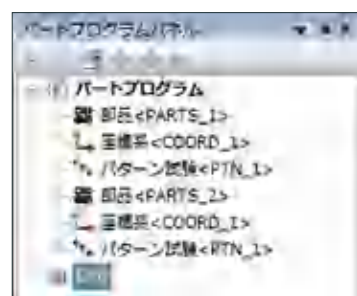 パートプログラムパネル
パートプログラム
部品<PARTS_1>
座標系<COORD_1>
パターン試験<PTN_1>
部品<PARTS_2>
座標系<COORD_1>
パターン試験<PTN_1>